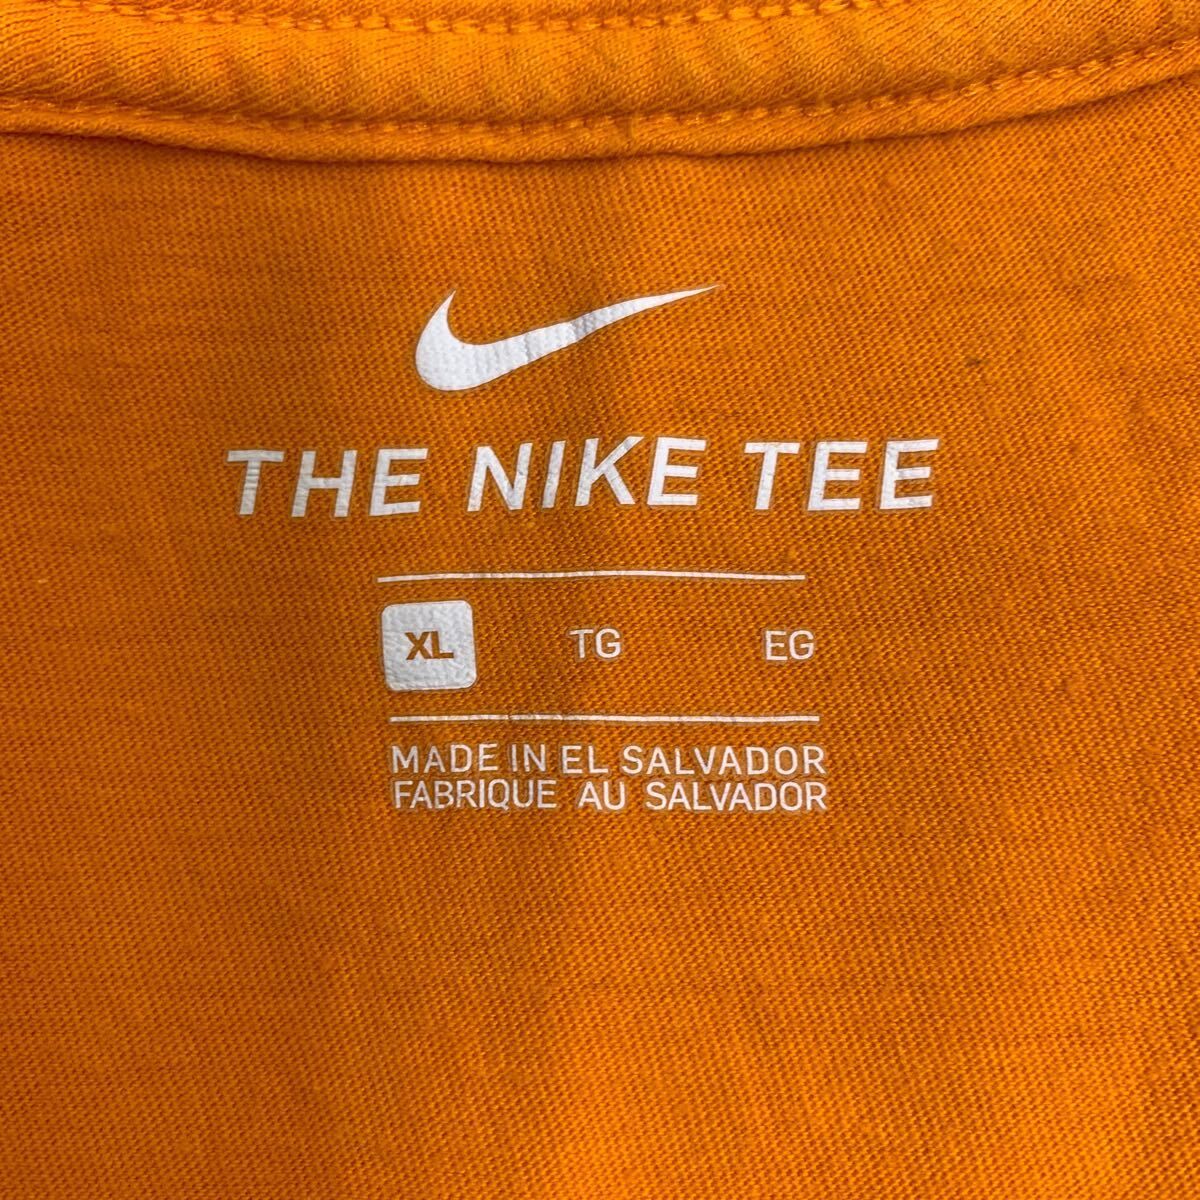 THE NIKE TEE
XL TG EG
MADE IN EL SALVADOR
FABRIQUE AU SALVADOR